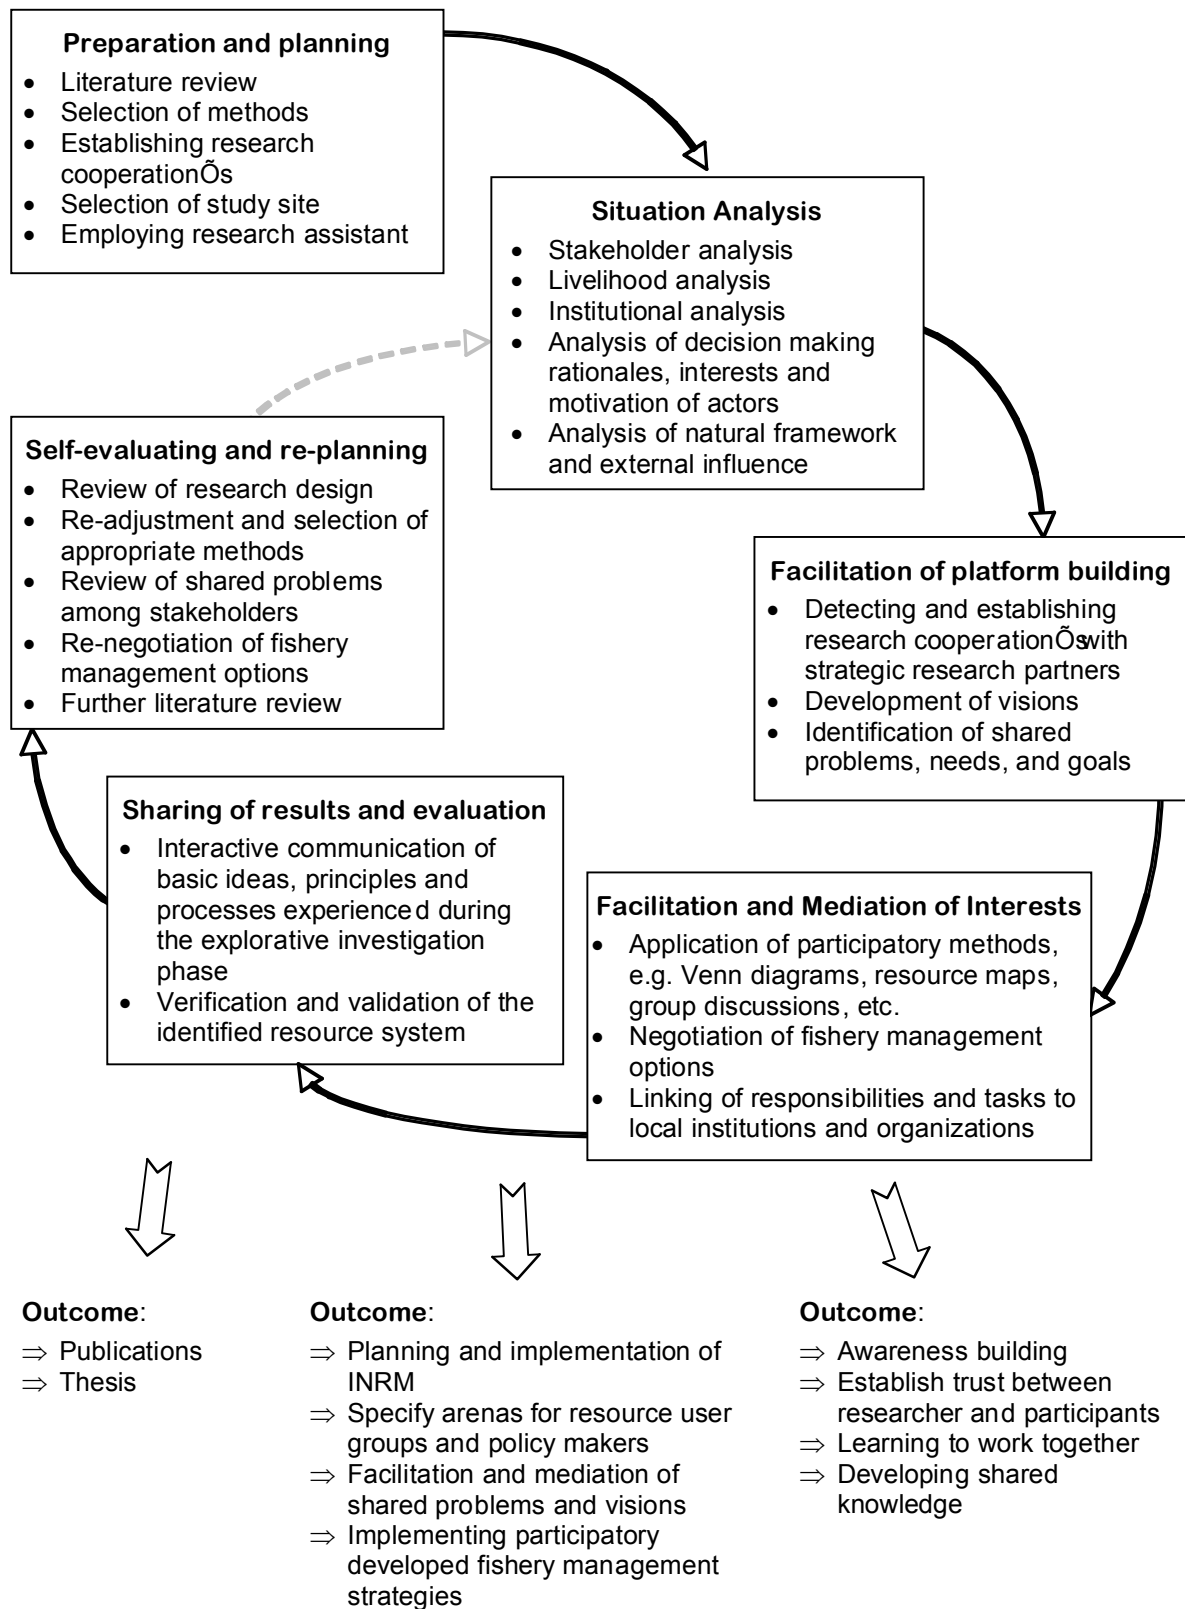 Preparation and planning
• Literature review
• Selection of methods
• Establishing research
cooperationÕs
• Selection of study site
• Employing research assistant
Situation Analysis
• Stakeholder analysis
• Livelihood analysis
• Institutional analysis
• Analysis of decision making
rationales, interests and
motivation of actors
• Analysis of natural framework
and external influence
Self-evaluating and re-planning
• Review of research design
• Re-adjustment and selection of
appropriate methods
• Review of shared problems
among stakeholders
• Re-negotiation of fishery
management options
• Further literature review
Facilitation of platform building
• Detecting and establishing
research cooperationÕs with
strategic research partners
• Development of visions
• Identification of shared
problems, needs, and goals
Sharing of results and evaluation
• Interactive communication of
basic ideas, principles and
processes experienced during
the explorative investigation
phase
• Verification and validation of the
identified resource system
Facilitation and Mediation of Interests
• Application of participatory methods,
e.g. Venn diagrams, resource maps,
group discussions, etc.
• Negotiation of fishery management
options
• Linking of responsibilities and tasks to
local institutions and organizations
Outcome:
⇒ Publications
⇒ Thesis
Outcome:
⇒ Planning and implementation of
INRM
⇒ Specify arenas for resource user
groups and policy makers
⇒ Facilitation and mediation of
shared problems and visions
⇒ Implementing participatory
developed fishery management
strategies
Outcome:
⇒ Awareness building
⇒ Establish trust between
researcher and participants
⇒ Learning to work together
⇒ Developing shared
knowledge